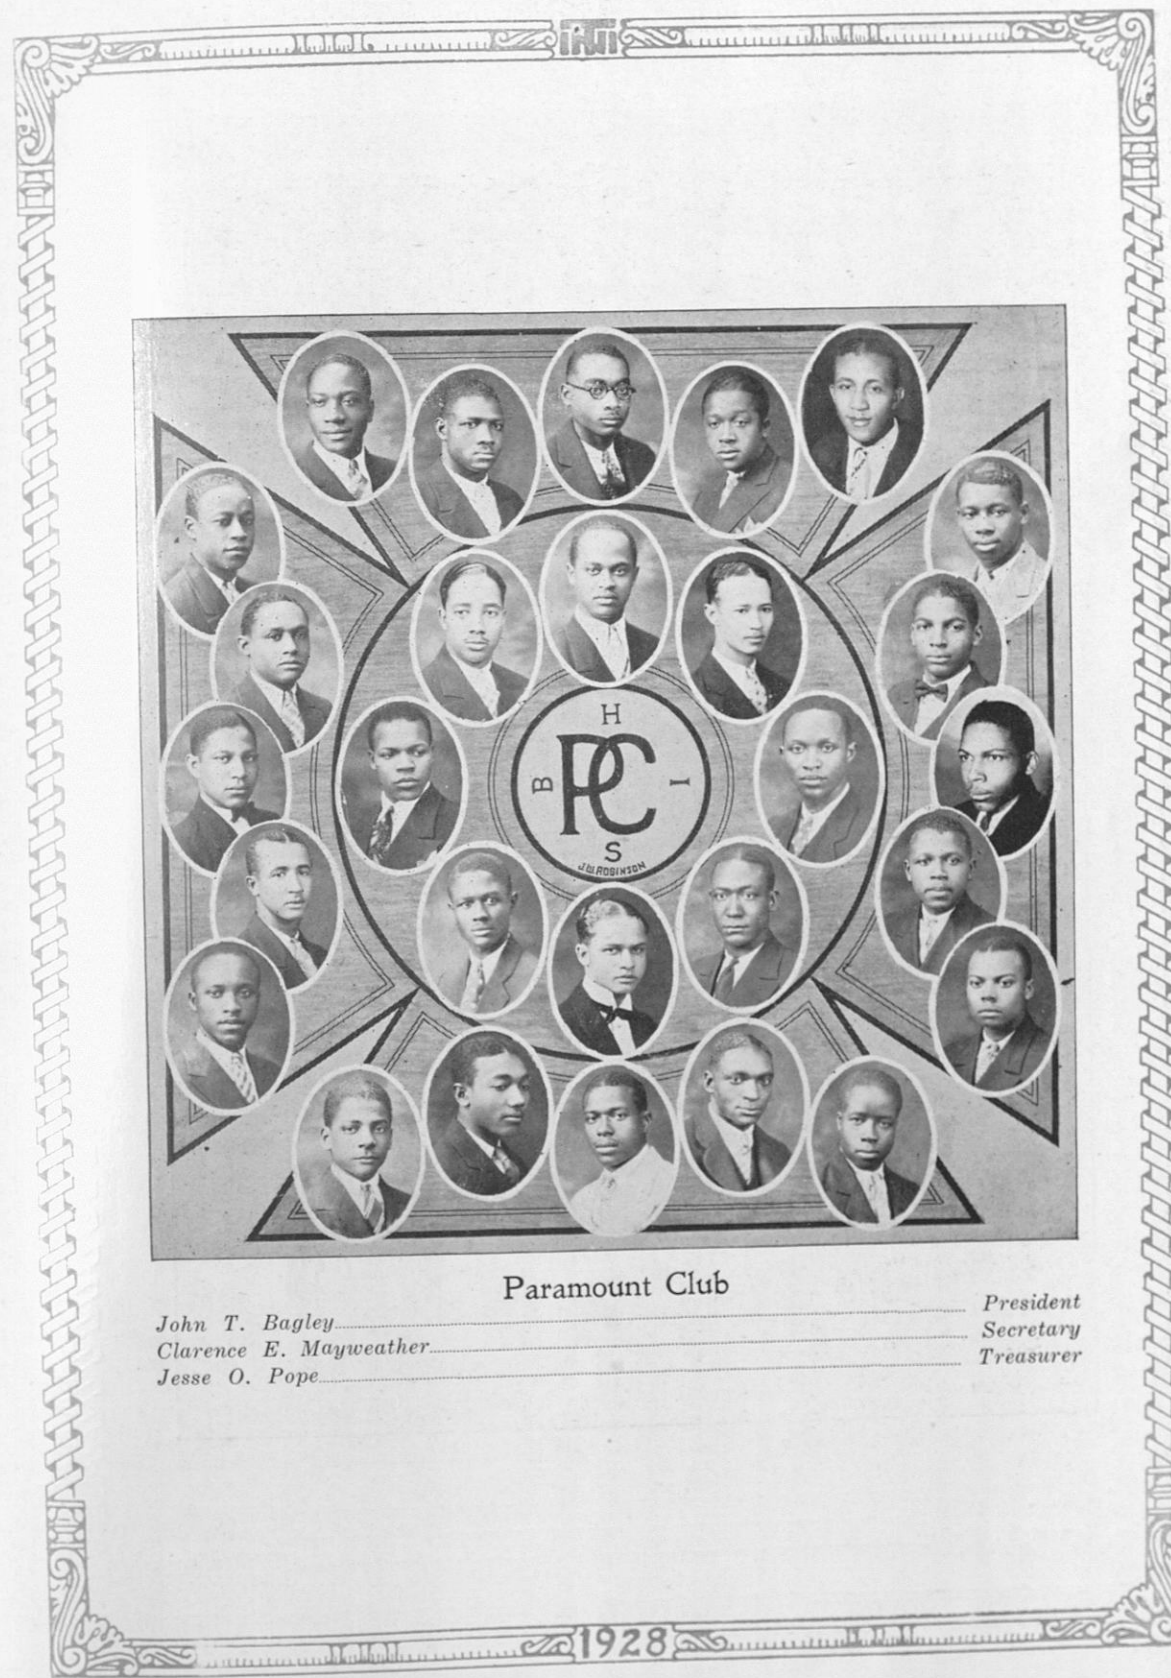 H
B PC I
S
J.W. ROBINSON
Paramount Club
John T. Bagley President
Clarence E. Mayweather Secretary
Jesse O. Pope Treasurer
1928